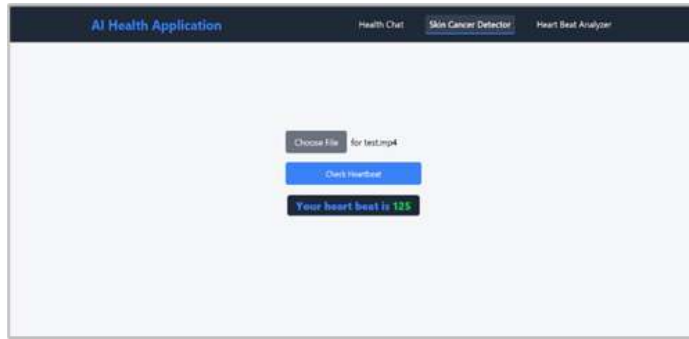 AI Health Application Health Chat Skin Cancer Detector Heart Beat Analyzer
Choose File for test.mp4
Check Heartbeat
Your heart beat is 125